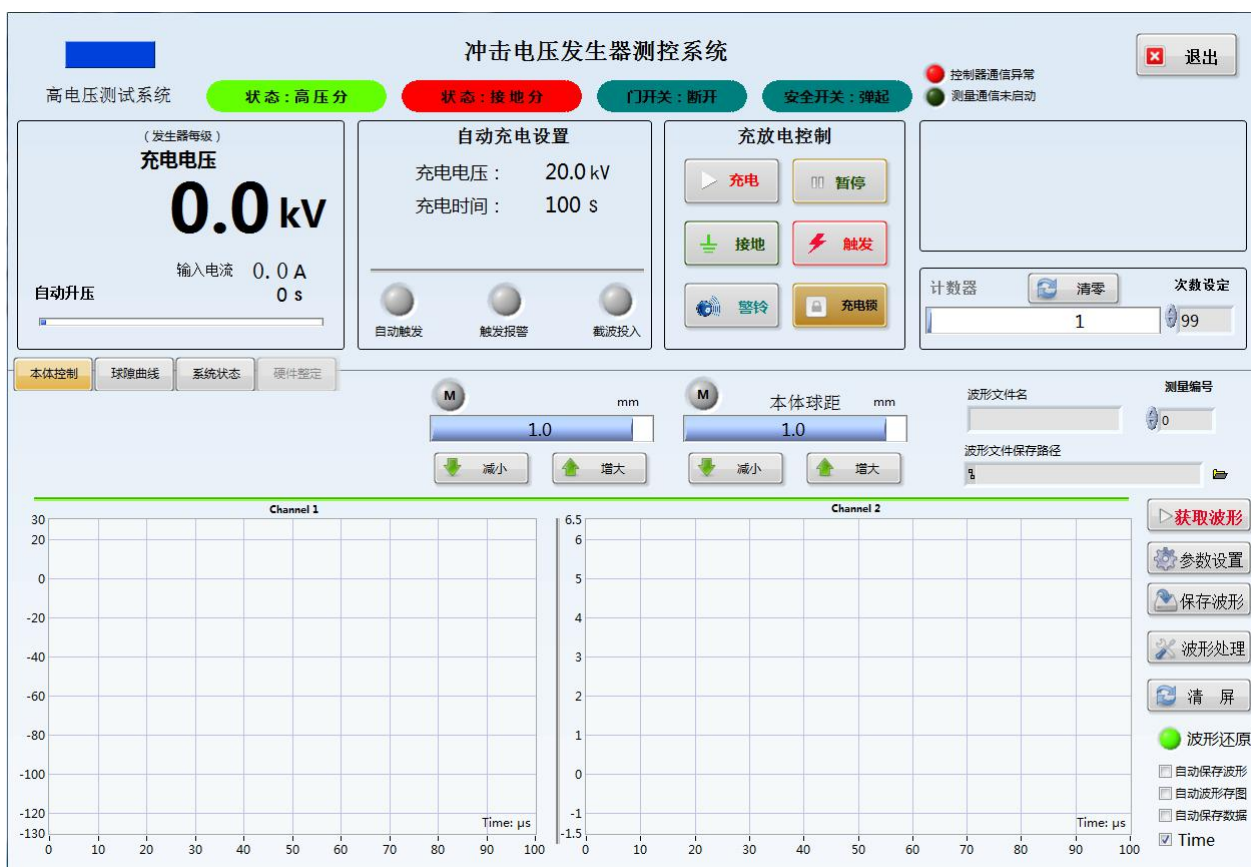 冲击电压发生器测控系统
退出
高电压测试系统
状态：高压分
状态：接地分
门开关：断开
安全开关：弹起
控制器通信异常
测量通信未启动
（发生器每级）
充电电压
0.0 kV
输入电流 0.0 A
自动升压 0 s
自动充电设置
充电电压： 20.0 kV
充电时间： 100 s
自动触发
触发报警
截波投入
充放电控制
充电
暂停
接地
触发
警铃
充电锁
计数器
清零
次数设定
1
99
本体控制
球隙曲线
系统状态
硬件整定
M
mm
1.0
减小
增大
M
本体球距 mm
1.0
减小
增大
波形文件名
测量编号
0
波形文件保存路径
Channel 1
30
20
0
-20
-40
-60
-80
-100
-120
-130
Time: µs
0 10 20 30 40 50 60 70 80 90 100
Channel 2
6.5
6
5
4
3
2
1
0
-1
-1.5
Time: µs
0 10 20 30 40 50 60 70 80 90 100
获取波形
参数设置
保存波形
波形处理
清 屏
波形还原
自动保存波形
自动波形存图
自动保存数据
Time